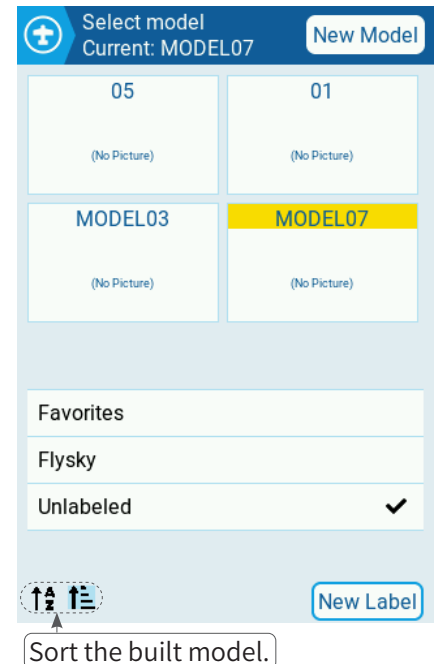 Select model
Current: MODEL07
New Model
05
(No Picture)
01
(No Picture)
MODEL03
(No Picture)
MODEL07
(No Picture)
Favorites
Flysky
Unlabeled
A
Z
New Label
Sort the built model.